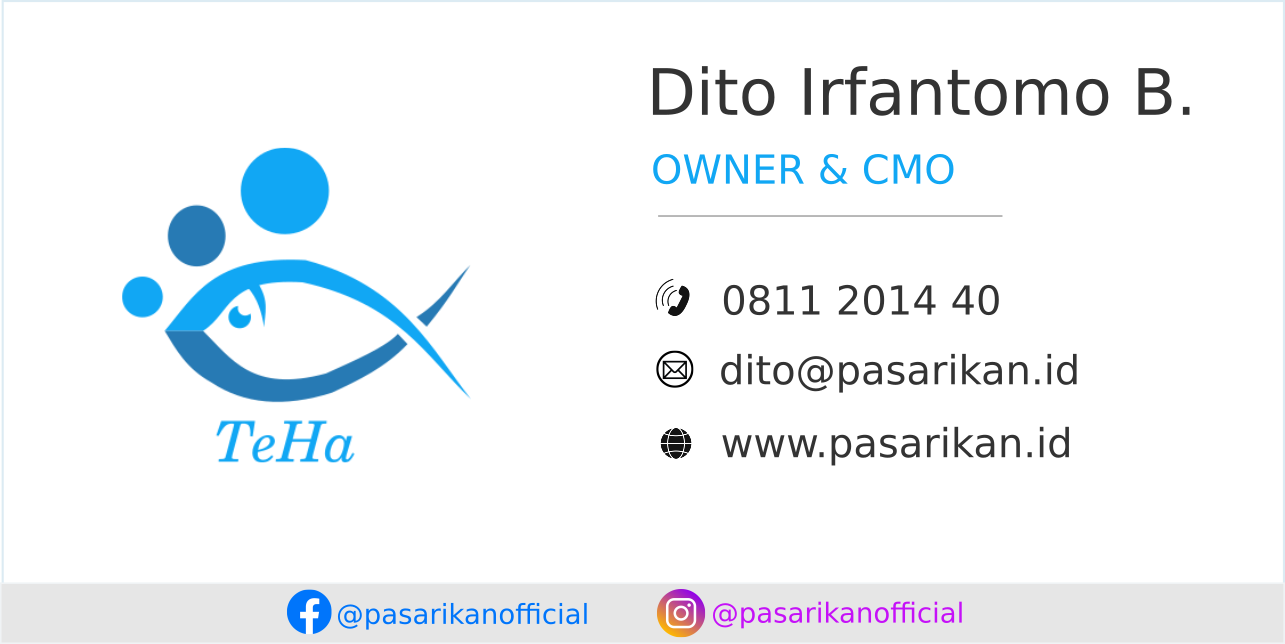 Dito Irfantomo B.
OWNER & CMO
0811 2014 40
dito@pasarikan.id
www.pasarikan.id
TeHa
@pasarikanofficial
@pasarikanofficial